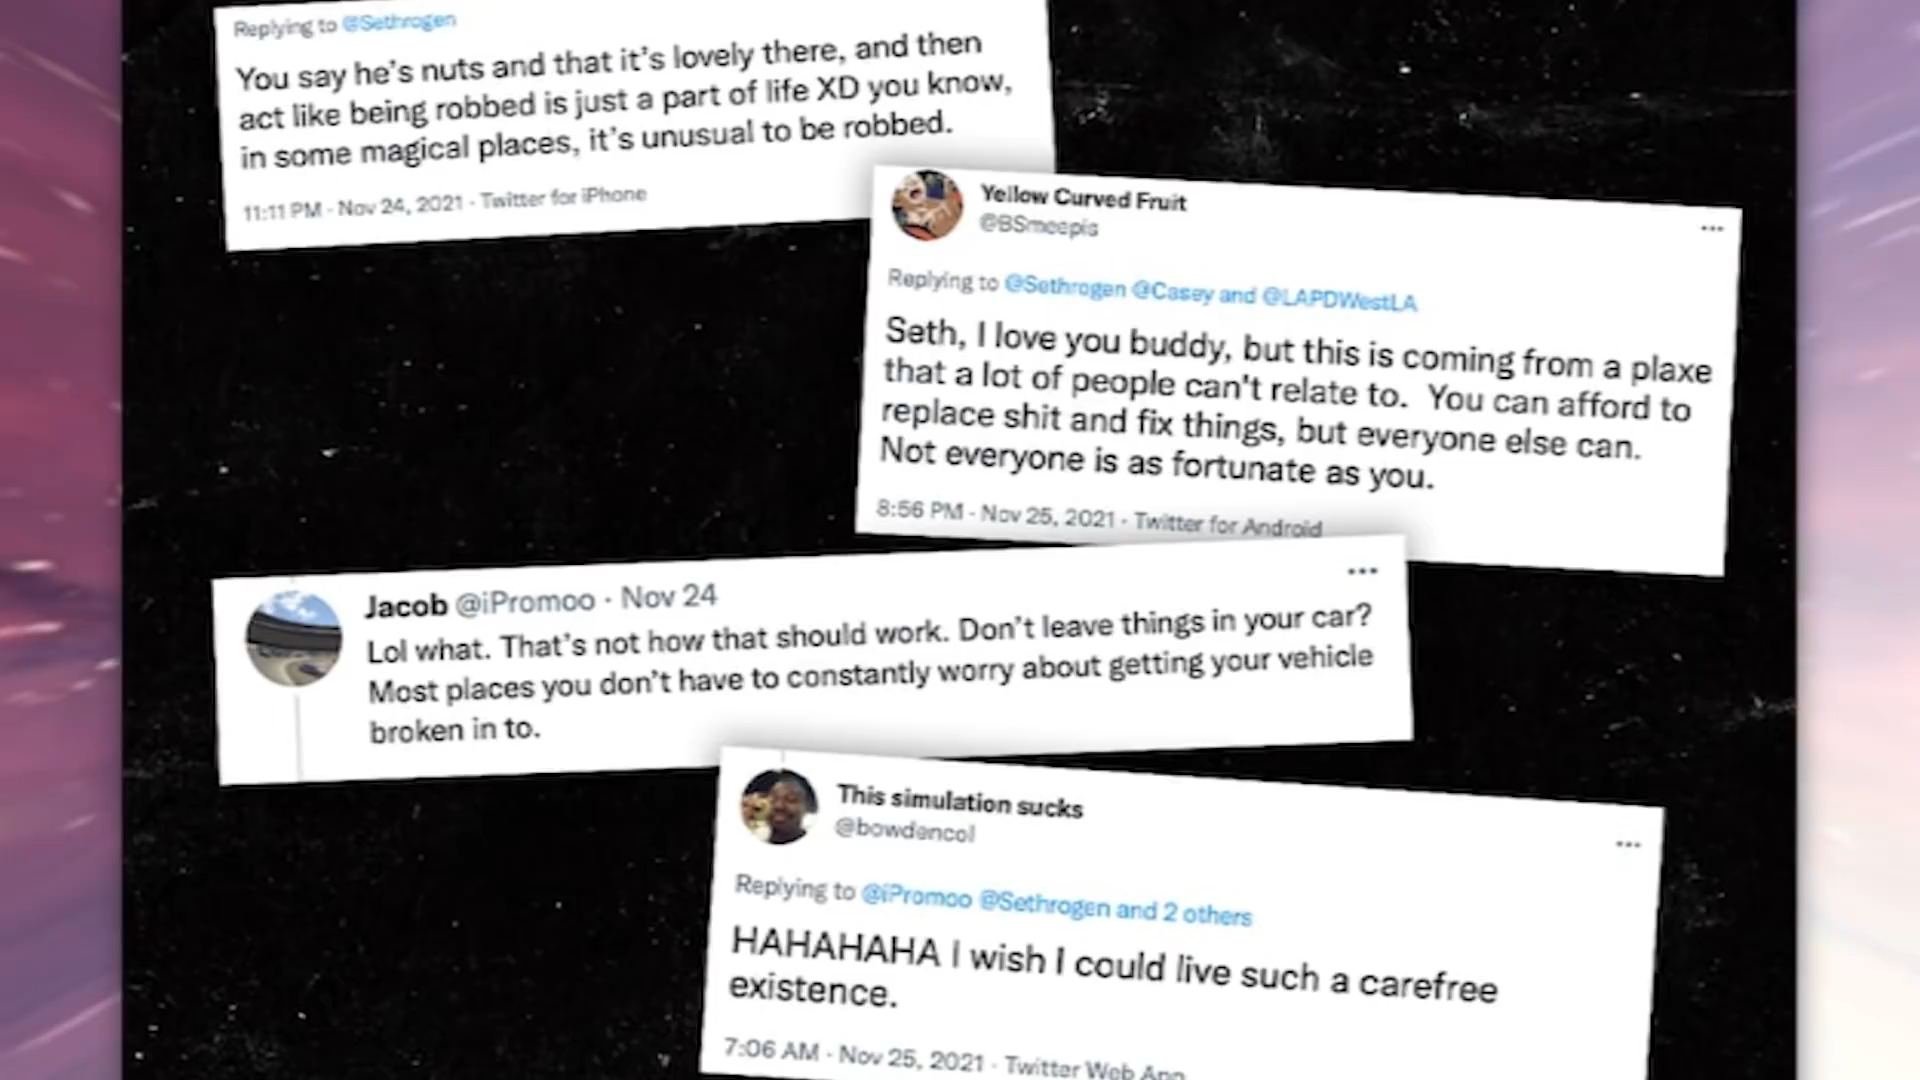 Replying to @Sethrogen
You say he's nuts and that it's lovely there, and then
act like being robbed is just a part of life XD you know,
in some magical places, it's unusual to be robbed.
11:11 PM · Nov 24, 2021 · Twitter for iPhone
Yellow Curved Fruit
@BSmeepis
Replying to @Sethrogen @Casey and @LAPDWestLA
Seth, I love you buddy, but this is coming from a plaxe
that a lot of people can't relate to. You can afford to
replace shit and fix things, but everyone else can.
Not everyone is as fortunate as you.
8:56 PM · Nov 25, 2021 · Twitter for Android
Jacob @iPromoo · Nov 24
Lol what. That's not how that should work. Don't leave things in your car?
Most places you don't have to constantly worry about getting your vehicle
broken in to.
This simulation sucks
@bowdencol
Replying to @iPromoo @Sethrogen and 2 others
HAHAHAHA I wish I could live such a carefree
existence.
7:06 AM · Nov 25, 2021 · Twitter Web App